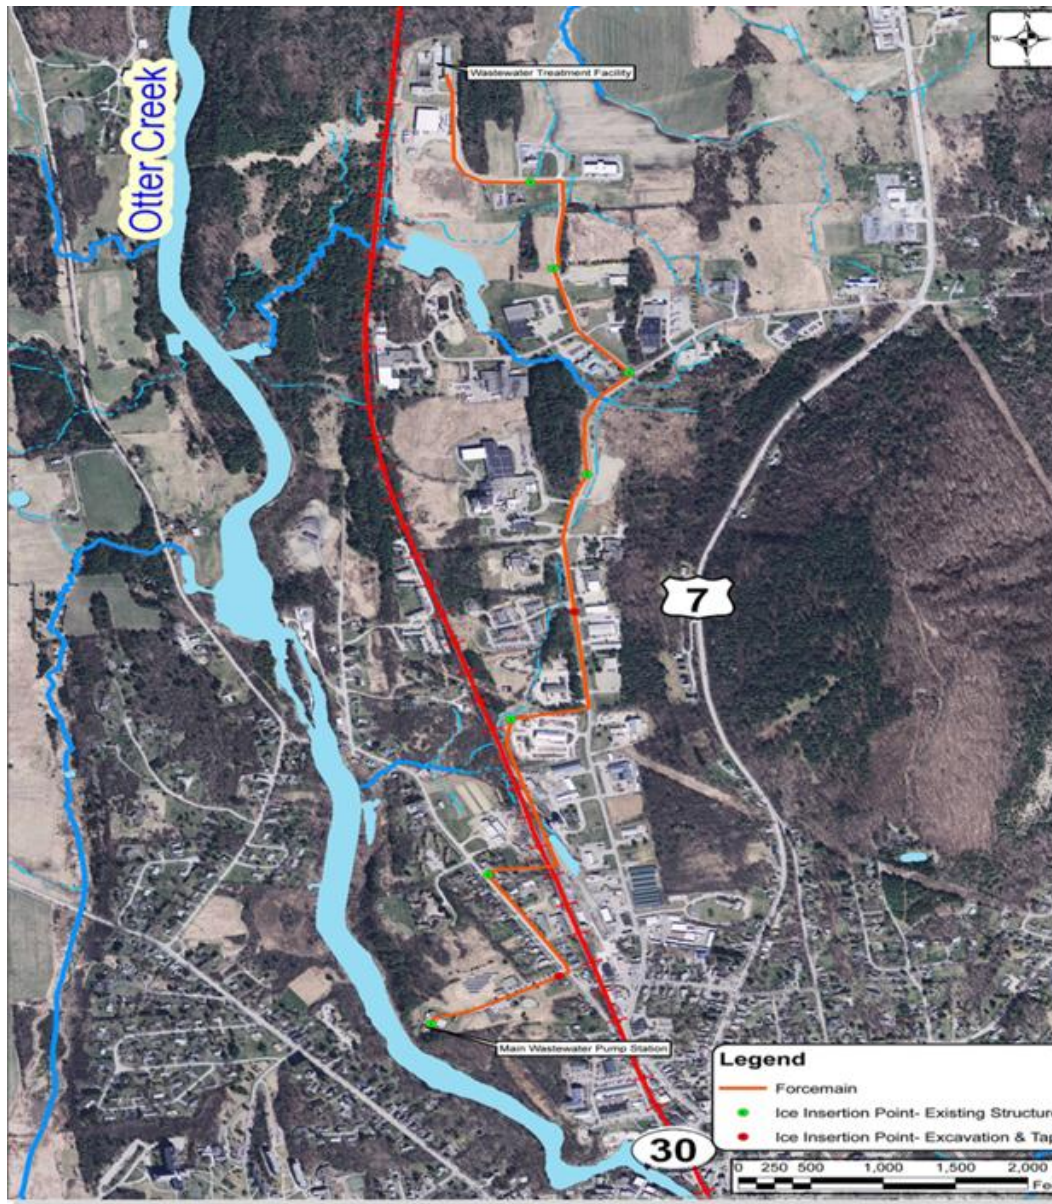 N
W
S
Wastewater Treatment Facility
Otter Creek
7
Main Wastewater Pump Station
Legend
Forcemain
Ice Insertion Point- Existing Structure
Ice Insertion Point- Excavation & Tap
30
0 250 500 1,000 1,500 2,000
Fe